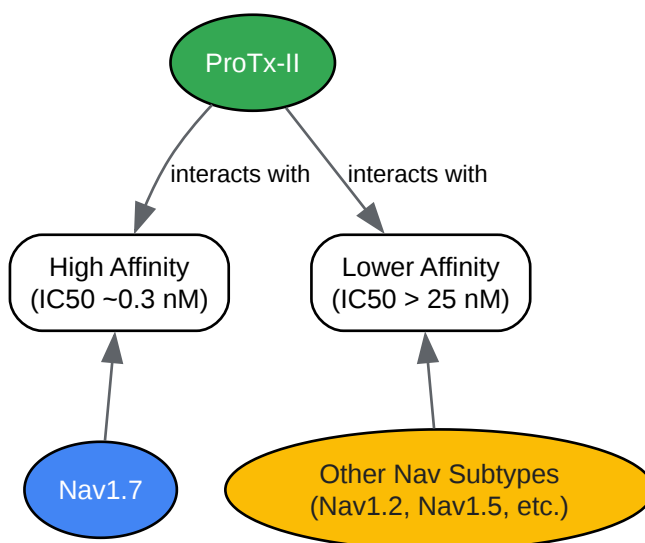 ProTx-II
interacts with
interacts with
High Affinity
(IC50 ~0.3 nM)
Lower Affinity
(IC50 > 25 nM)
Nav1.7
Other Nav Subtypes
(Nav1.2, Nav1.5, etc.)